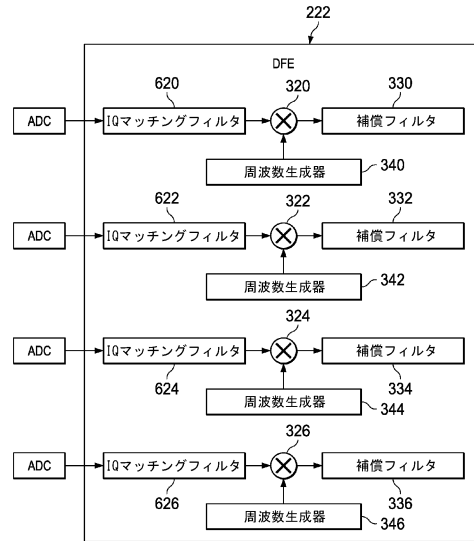 222
DFE
620
320
330
ADC
IQマッチングフィルタ
補償フィルタ
周波数生成器
340
622
322
332
ADC
IQマッチングフィルタ
補償フィルタ
周波数生成器
342
324
ADC
IQマッチングフィルタ
補償フィルタ
624
334
周波数生成器
344
326
ADC
IQマッチングフィルタ
補償フィルタ
626
336
周波数生成器
346